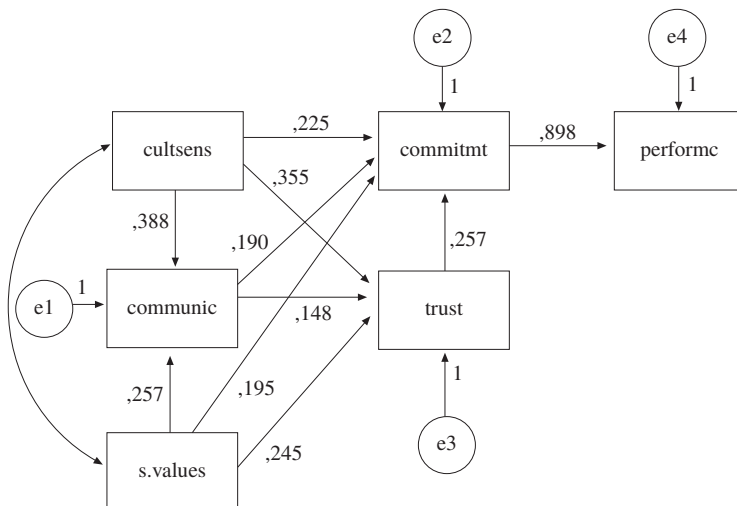 e2
e4
1
1
cultsens
,225
commitmt
,898
performc
,355
,388
,190
,257
e1
1
communic
,148
trust
,257
,195
1
s.values
,245
e3